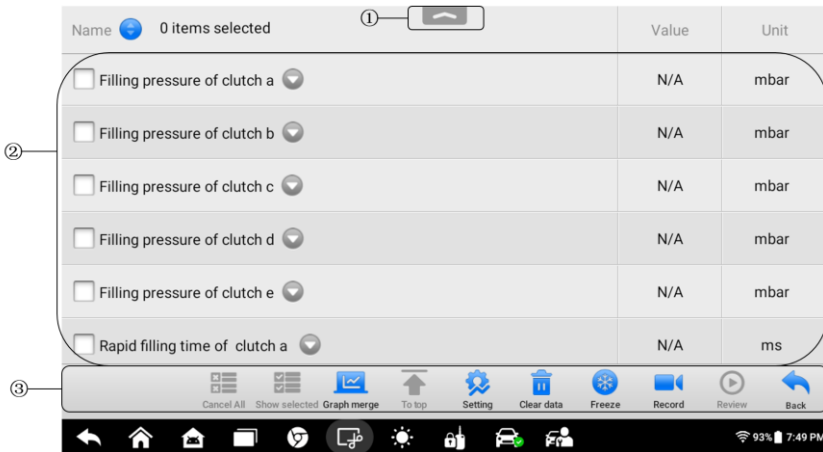 ①
Name 0 items selected Value Unit
②
Filling pressure of clutch a N/A mbar
Filling pressure of clutch b N/A mbar
Filling pressure of clutch c N/A mbar
Filling pressure of clutch d N/A mbar
Filling pressure of clutch e N/A mbar
Rapid filling time of clutch a N/A ms
③
Cancel All Show selected Graph merge To top Setting Clear data Freeze Record Review Back
93% 7:49 PM